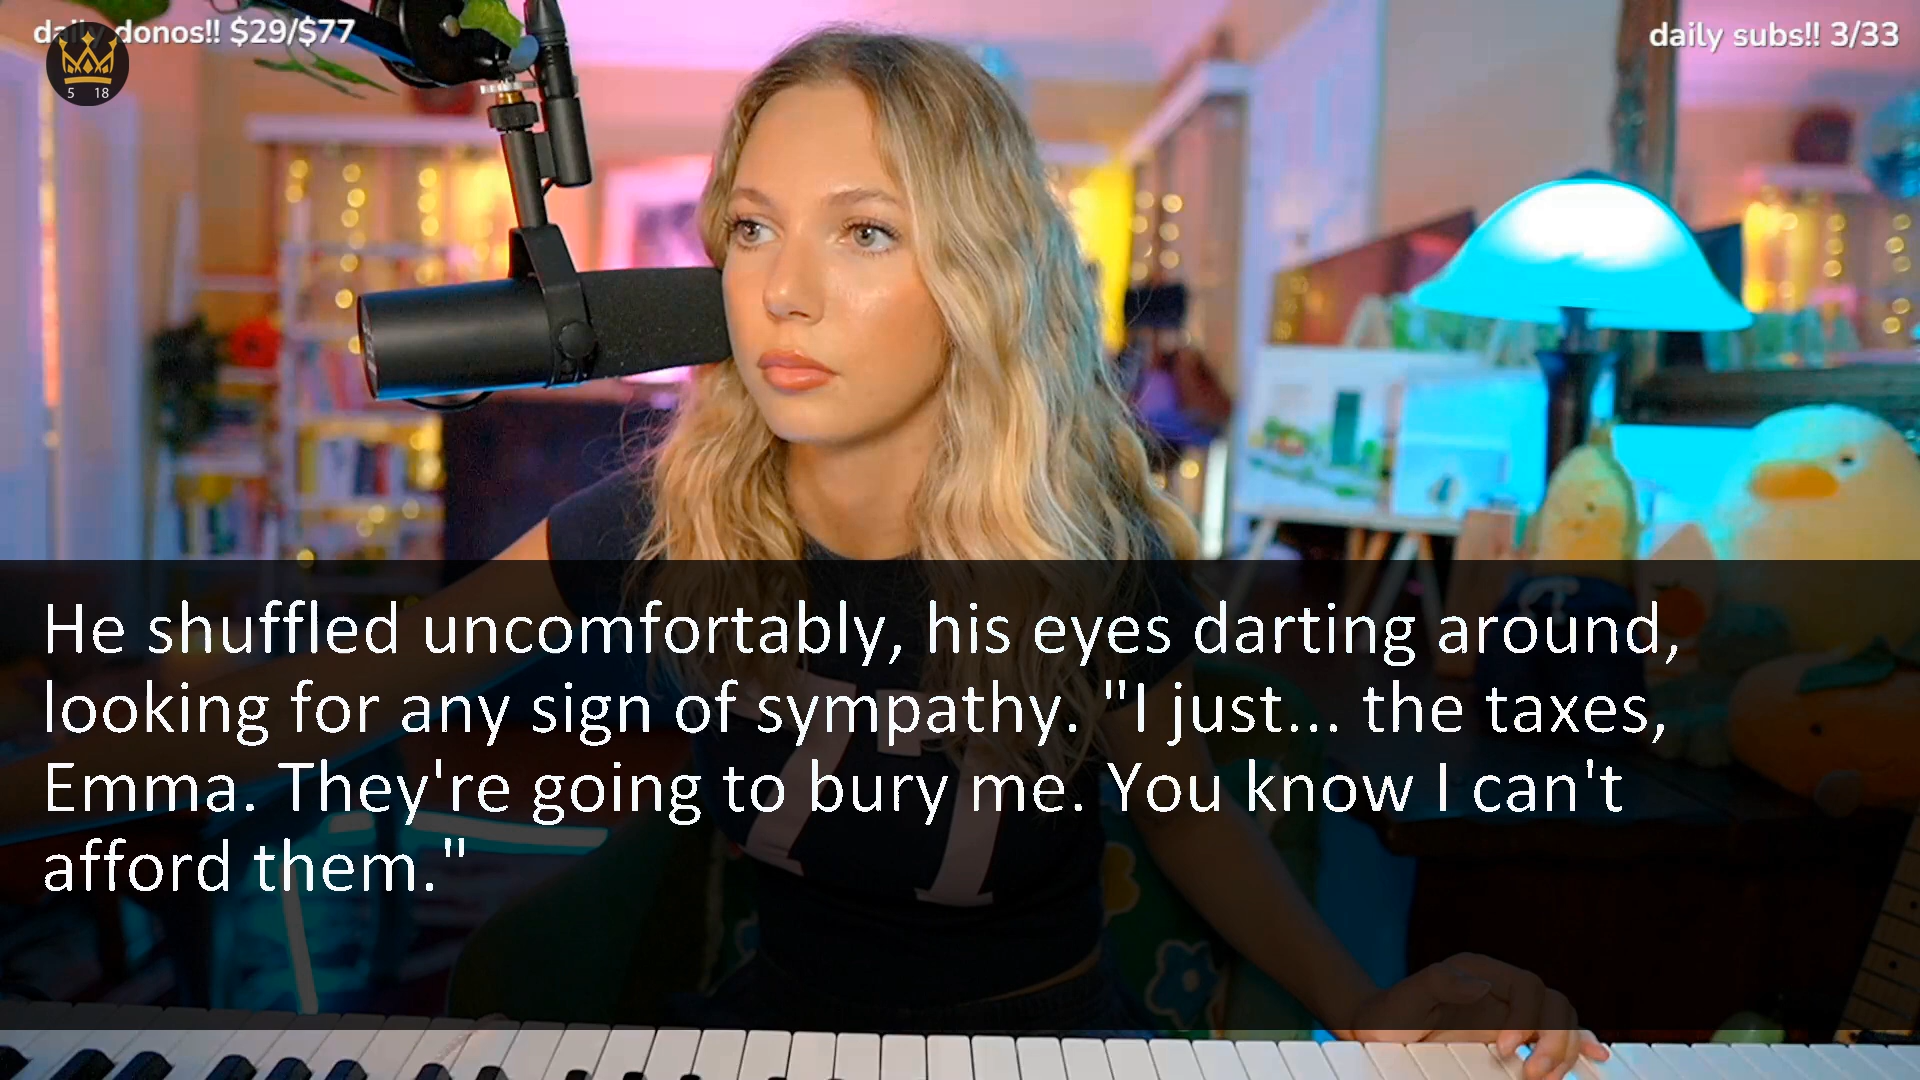 daily donos!! $29/$77
daily subs!! 3/33
5 18
He shuffled uncomfortably, his eyes darting around,
looking for any sign of sympathy. "I just... the taxes,
Emma. They're going to bury me. You know I can't
afford them."